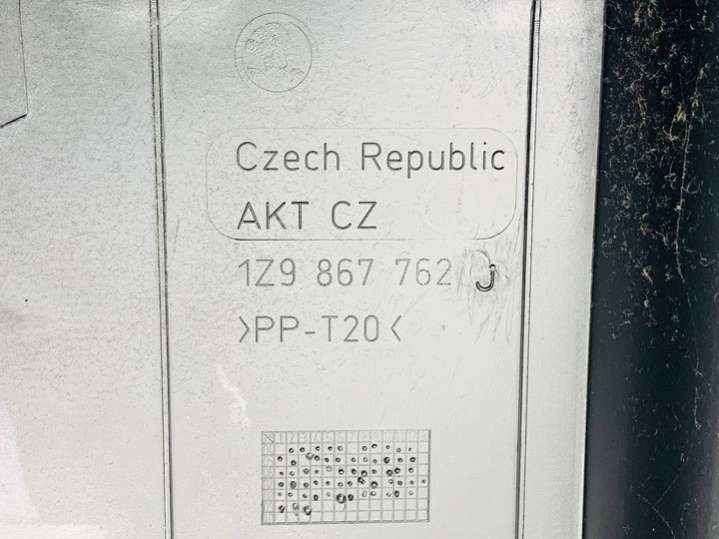 Czech Republic
AKT CZ
1Z9 867 762 J
>PP-T20<